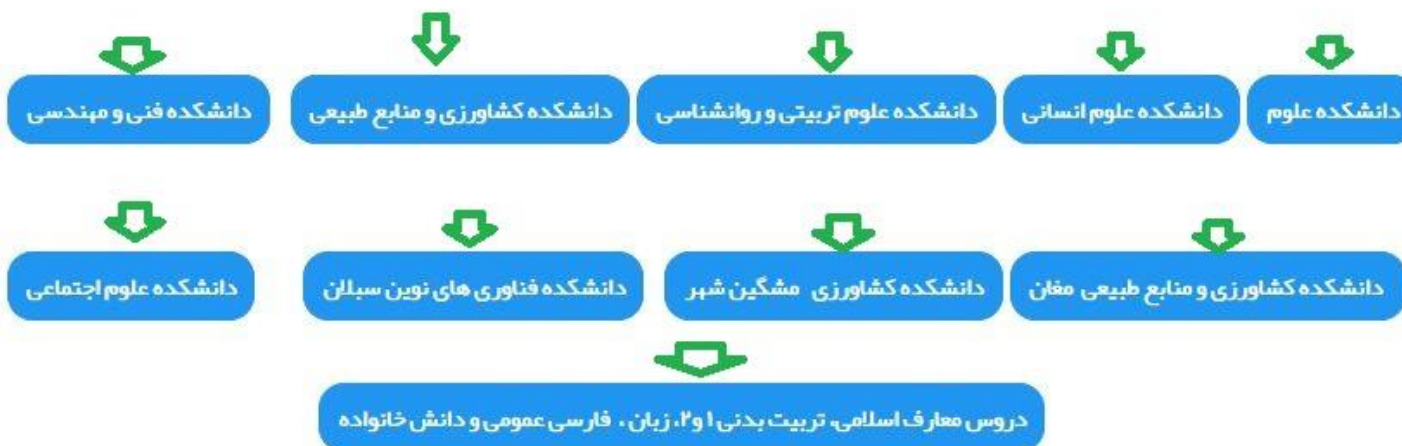 دانشکده علوم
دانشکده علوم انسانی
دانشکده علوم تربیتی و روانشناسی
دانشکده کشاورزی و منابع طبیعی
دانشکده فنی و مهندسی
دانشکده کشاورزی و منابع طبیعی مغان
دانشکده کشاورزی مشگین شهر
دانشکده فناوری های نوین سبلان
دانشکده علوم اجتماعی
دروس معارف اسلامی، تربیت بدنی ۱ و۲، زبان ، فارسی عمومی و دانش خانواده